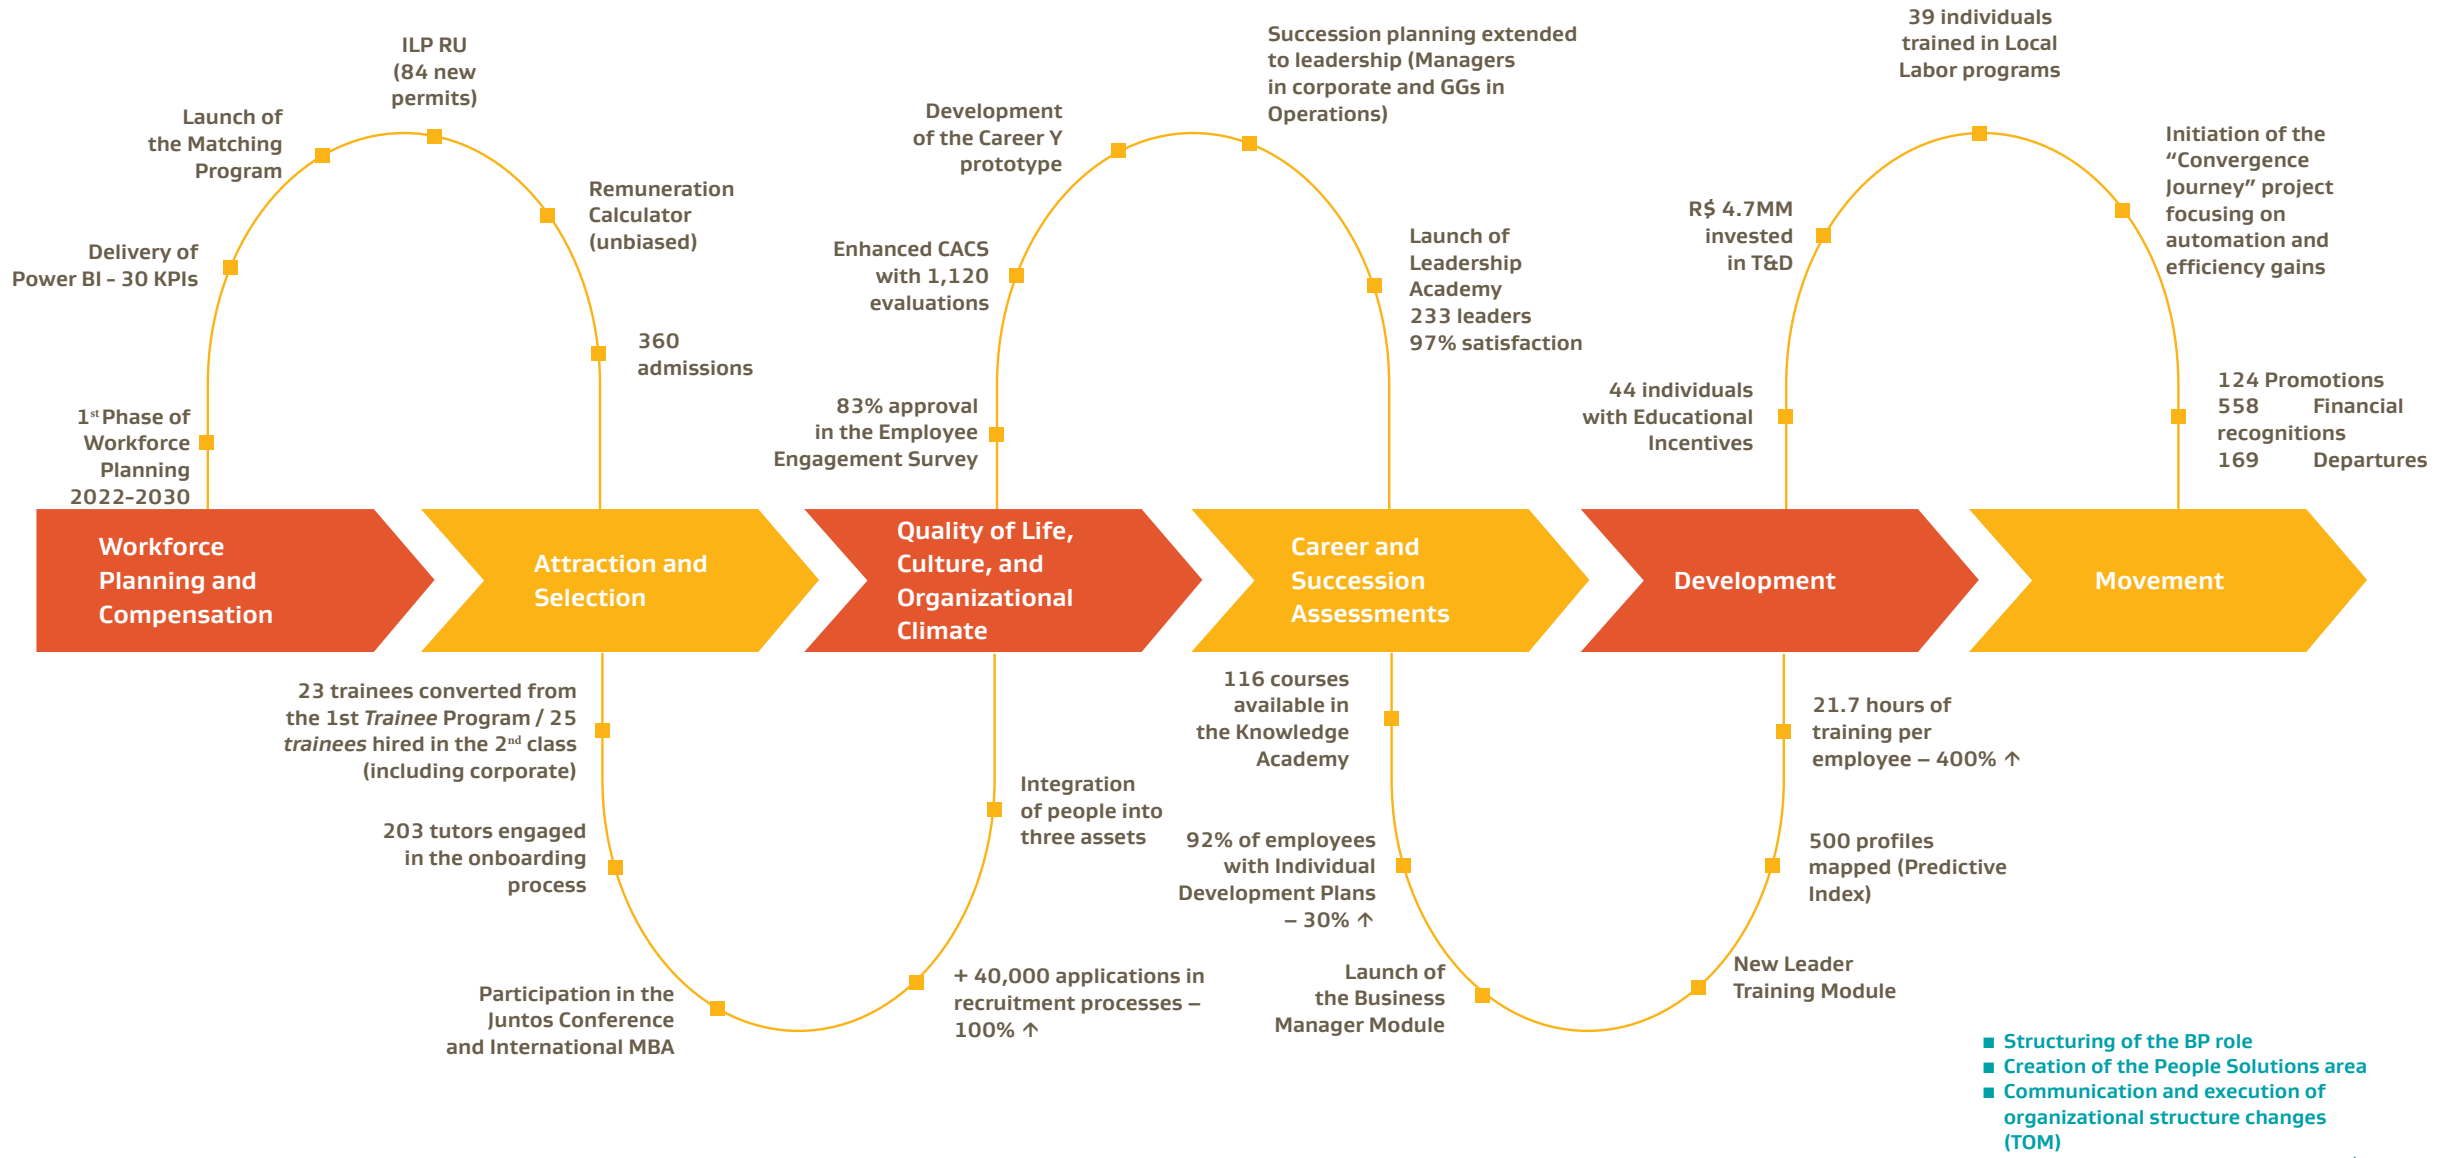 1st Phase of
Workforce
Planning
2022-2030
Delivery of
Power BI - 30 KPIs
Launch of
the Matching
Program
ILP RU
(84 new
permits)
Remuneration
Calculator
(unbiased)
360
admissions
83% approval
in the Employee
Engagement Survey
Enhanced CACS
with 1,120
evaluations
Development
of the Career Y
prototype
Succession planning extended
to leadership (Managers
in corporate and GGs in
Operations)
Launch of
Leadership
Academy
233 leaders
97% satisfaction
44 individuals
with Educational
Incentives
R$ 4.7MM
invested
in T&D
39 individuals
trained in Local
Labor programs
Initiation of the
“Convergence
Journey” project
focusing on
automation and
efficiency gains
124 Promotions
558 Financial
recognitions
169 Departures
Workforce
Planning and
Compensation
Attraction and
Selection
Quality of Life,
Culture, and
Organizational
Climate
Career and
Succession
Assessments
Development
Movement
23 trainees converted from
the 1st Trainee Program / 25
trainees hired in the 2nd class
(including corporate)
203 tutors engaged
in the onboarding
process
Participation in the
Juntos Conference
and International MBA
+ 40,000 applications in
recruitment processes –
100% ↑
Integration
of people into
three assets
116 courses
available in
the Knowledge
Academy
92% of employees
with Individual
Development Plans
– 30% ↑
Launch of
the Business
Manager Module
New Leader
Training Module
500 profiles
mapped (Predictive
Index)
21.7 hours of
training per
employee – 400% ↑
■ Structuring of the BP role
■ Creation of the People Solutions area
■ Communication and execution of
organizational structure changes
(TOM)